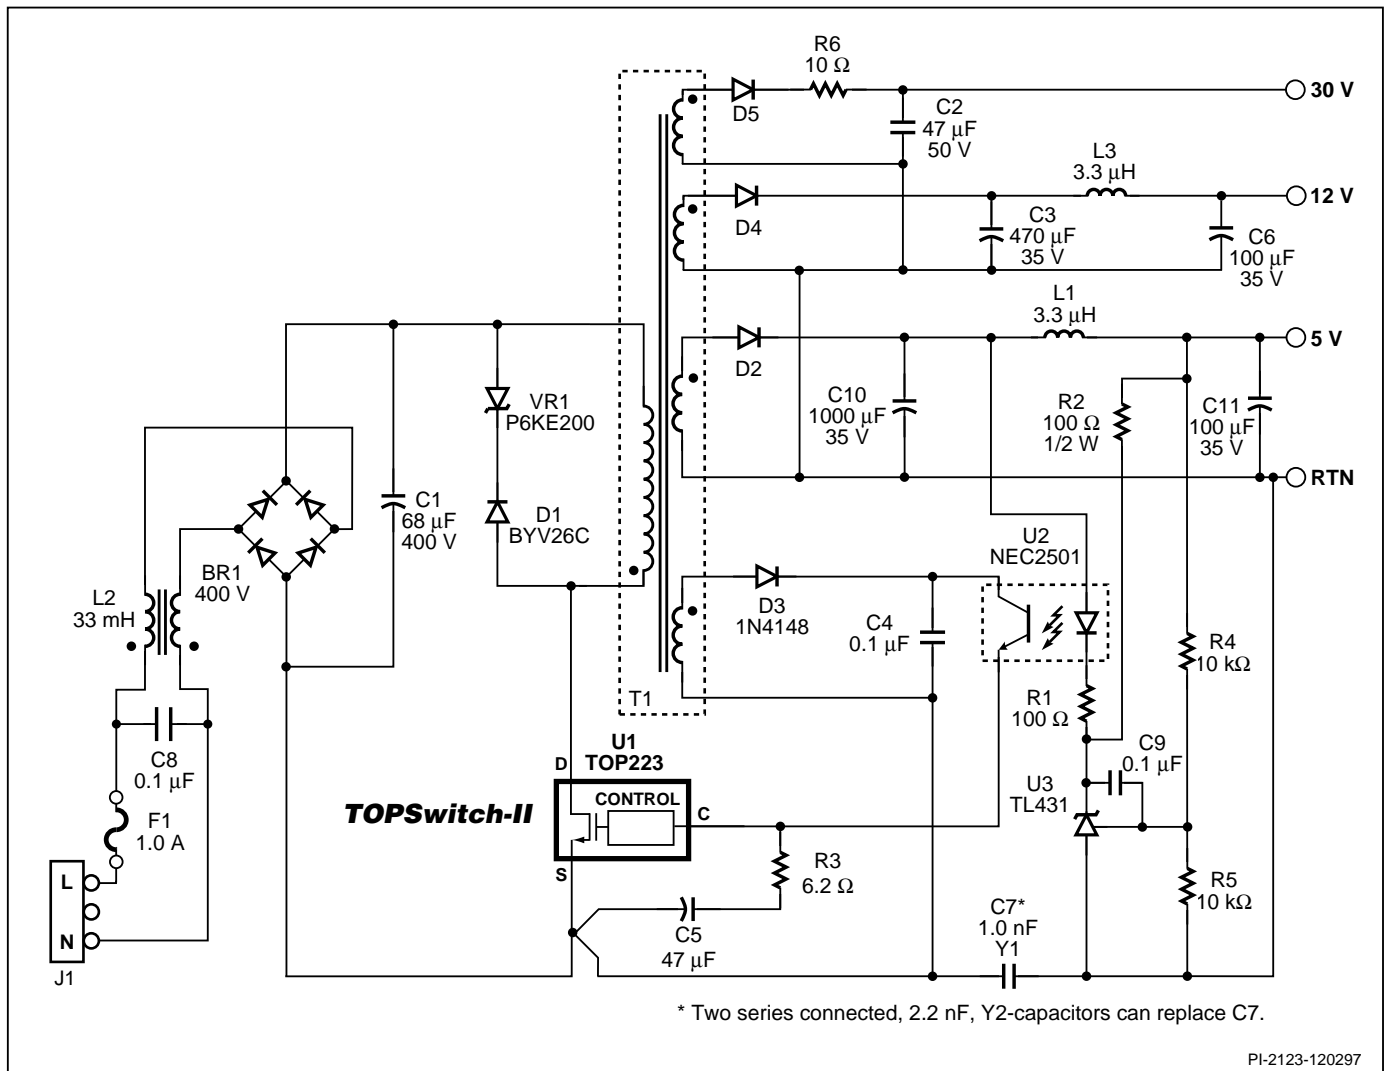 R6
10 Ω
30 V
D5
C2
47 µF
50 V
L3
3.3 µH
12 V
D4
C3
470 µF
35 V
C6
100 µF
35 V
L1
3.3 µH
5 V
D2
C10
1000 µF
35 V
R2
100 Ω
1/2 W
C11
100 µF
35 V
RTN
VR1
P6KE200
C1
68 µF
400 V
D1
BYV26C
U2
NEC2501
BR1
400 V
L2
33 mH
D3
1N4148
C4
0.1 µF
R4
10 kΩ
T1
R1
100 Ω
C8
0.1 µF
U1
TOP223
D
CONTROL
C
S
TOPSwitch-II
C9
0.1 µF
U3
TL431
F1
1.0 A
R3
6.2 Ω
R5
10 kΩ
L
N
J1
C5
47 µF
C7*
1.0 nF
Y1
* Two series connected, 2.2 nF, Y2-capacitors can replace C7.
PI-2123-120297